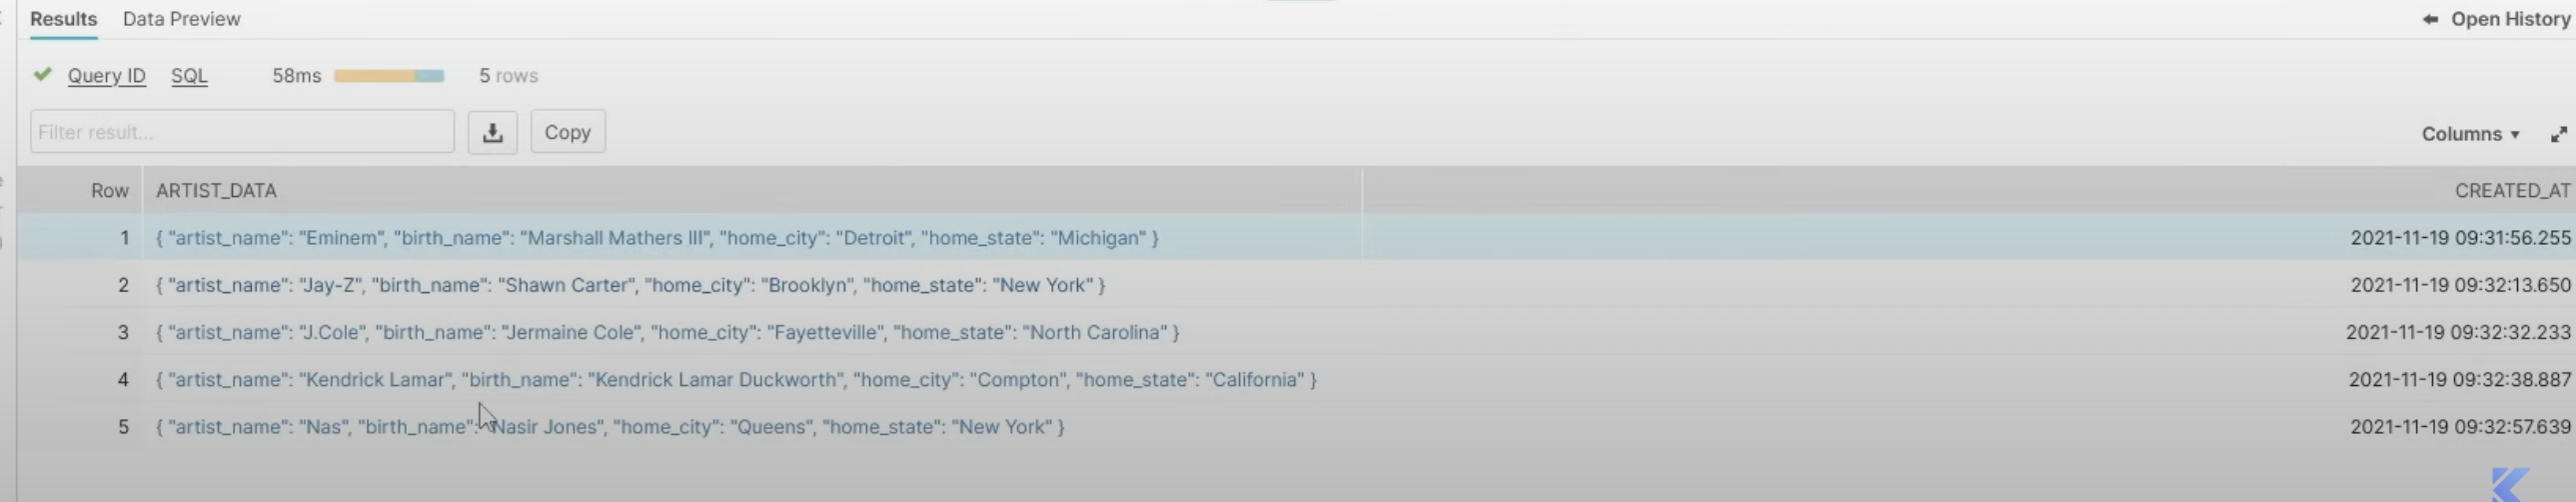 Results Data Preview Open History
Query ID SQL 58ms 5 rows
Filter result... Copy Columns
Row ARTIST_DATA CREATED_AT
1 { "artist_name": "Eminem", "birth_name": "Marshall Mathers III", "home_city": "Detroit", "home_state": "Michigan" } 2021-11-19 09:31:56.255
2 { "artist_name": "Jay-Z", "birth_name": "Shawn Carter", "home_city": "Brooklyn", "home_state": "New York" } 2021-11-19 09:32:13.650
3 { "artist_name": "J.Cole", "birth_name": "Jermaine Cole", "home_city": "Fayetteville", "home_state": "North Carolina" } 2021-11-19 09:32:32.233
4 { "artist_name": "Kendrick Lamar", "birth_name": "Kendrick Lamar Duckworth", "home_city": "Compton", "home_state": "California" } 2021-11-19 09:32:38.887
5 { "artist_name": "Nas", "birth_name": "Nasir Jones", "home_city": "Queens", "home_state": "New York" } 2021-11-19 09:32:57.639